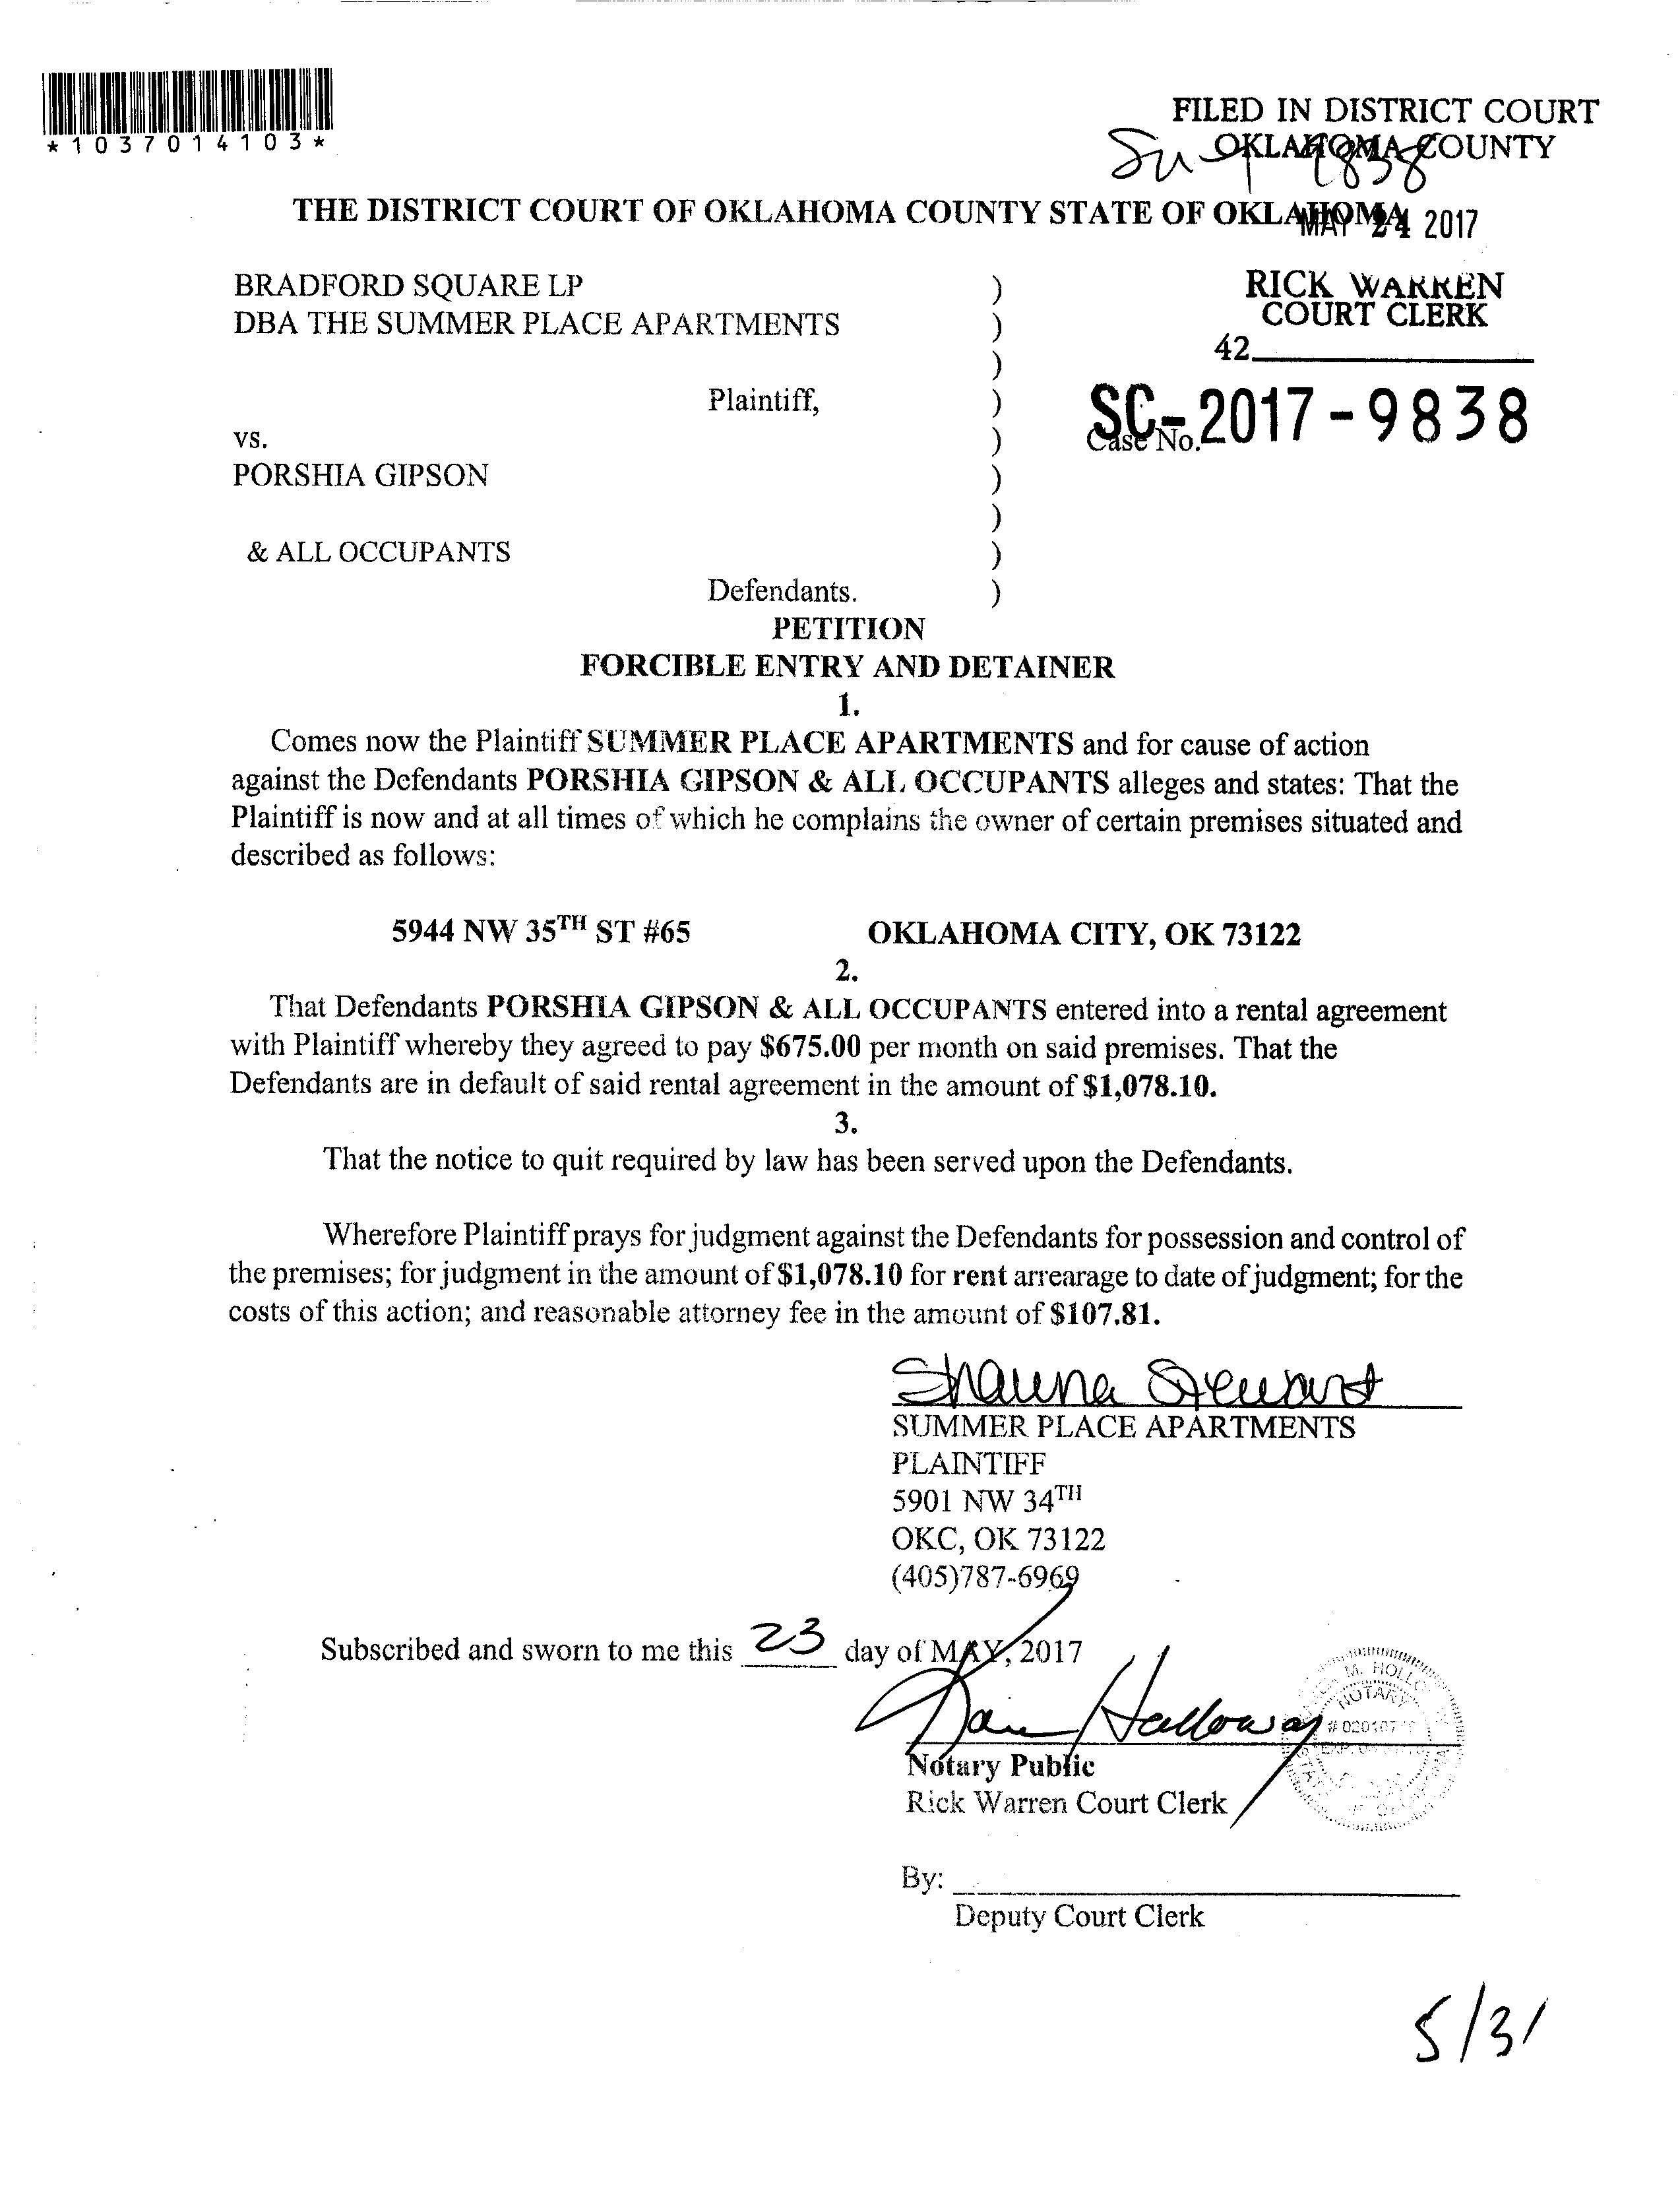 *1037014103*
FILED IN DISTRICT COURT
OKLAHOMA COUNTY
9838
THE DISTRICT COURT OF OKLAHOMA COUNTY STATE OF OKLAHOMA
MAY 24 2017
BRADFORD SQUARE LP )
DBA THE SUMMER PLACE APARTMENTS )
)
Plaintiff, )
vs. )
PORSHIA GIPSON )
)
& ALL OCCUPANTS )
Defendants. )
RICK WARREN
COURT CLERK
42
SC-2017-9838
Case No.
PETITION
FORCIBLE ENTRY AND DETAINER
1.
Comes now the Plaintiff SUMMER PLACE APARTMENTS and for cause of action
against the Defendants PORSHIA GIPSON & ALL OCCUPANTS alleges and states: That the
Plaintiff is now and at all times of which he complains the owner of certain premises situated and
described as follows:
5944 NW 35TH ST #65 OKLAHOMA CITY, OK 73122
2.
That Defendants PORSHIA GIPSON & ALL OCCUPANTS entered into a rental agreement
with Plaintiff whereby they agreed to pay $675.00 per month on said premises. That the
Defendants are in default of said rental agreement in the amount of $1,078.10.
3.
That the notice to quit required by law has been served upon the Defendants.
Wherefore Plaintiff prays for judgment against the Defendants for possession and control of
the premises; for judgment in the amount of $1,078.10 for rent arrearage to date of judgment; for the
costs of this action; and reasonable attorney fee in the amount of $107.81.
Shauna Stewart
SUMMER PLACE APARTMENTS
PLAINTIFF
5901 NW 34TH
OKC, OK 73122
(405)787-6969
Subscribed and sworn to me this 23 day of MAY, 2017
Holloway
M. HOLLO
NOTARY
Notary Public
Rick Warren Court Clerk
By:
Deputy Court Clerk
5/31